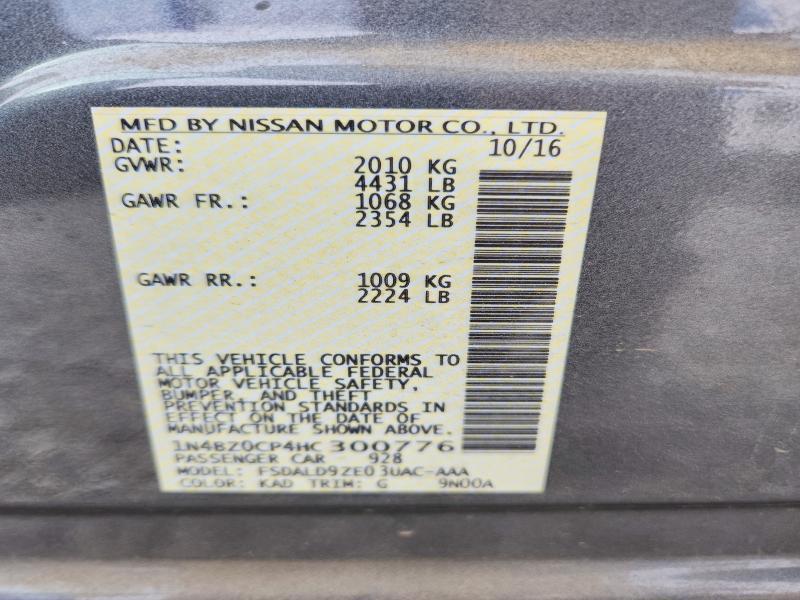 MFD BY NISSAN MOTOR CO., LTD.
DATE: 10/16
GVWR: 2010 KG
4431 LB
GAWR FR.: 1068 KG
2354 LB
GAWR RR.: 1009 KG
2224 LB
THIS VEHICLE CONFORMS TO
ALL APPLICABLE FEDERAL
MOTOR VEHICLE SAFETY,
BUMPER, AND THEFT
PREVENTION STANDARDS IN
EFFECT ON THE DATE OF
MANUFACTURE SHOWN ABOVE.
1N4BZ0CP4HC300776
PASSENGER CAR 928
MODEL: FSDALD9ZE03UAC-AAA
COLOR: KAD TRIM: G 9N00A